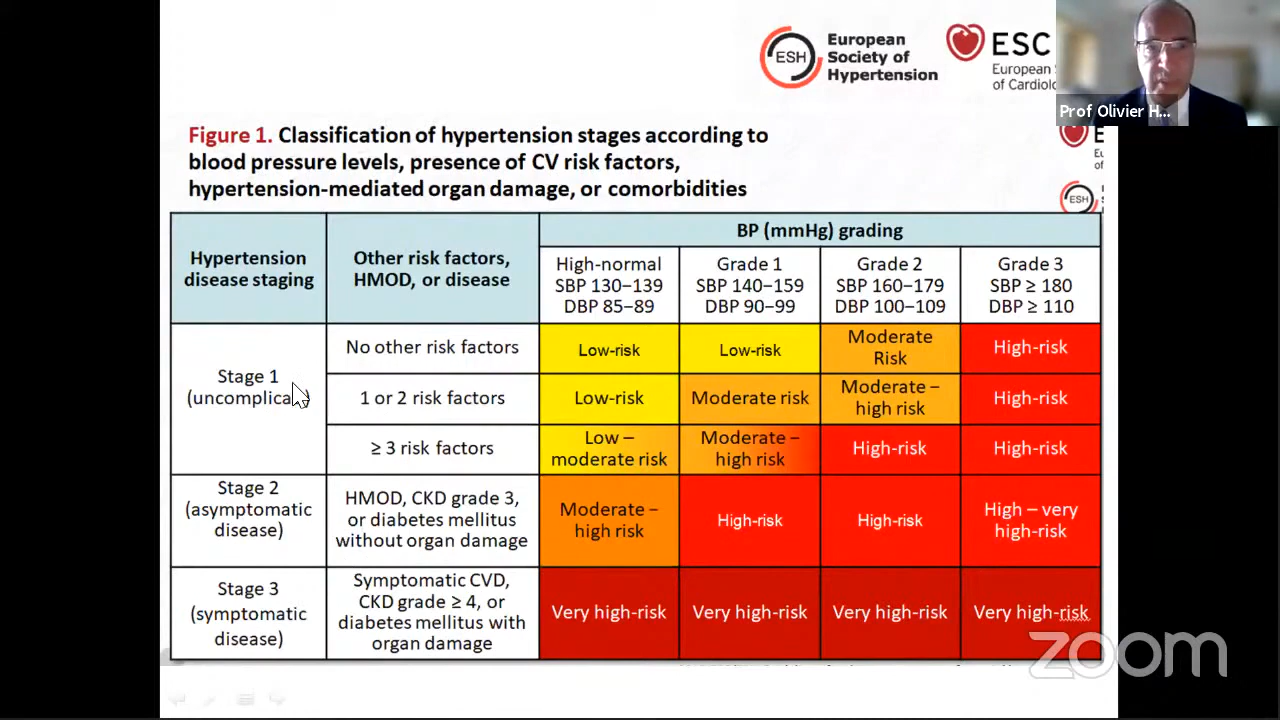 European
Society of
Hypertension
ESH
ESC
European
of Cardiolo
Prof Olivier H...
ESH
Figure 1. Classification of hypertension stages according to
blood pressure levels, presence of CV risk factors,
hypertension-mediated organ damage, or comorbidities
Hypertension
disease staging
Other risk factors,
HMOD, or disease
BP (mmHg) grading
High-normal
SBP 130–139
DBP 85–89
Grade 1
SBP 140–159
DBP 90–99
Grade 2
SBP 160–179
DBP 100–109
Grade 3
SBP ≥ 180
DBP ≥ 110
Stage 1
No other risk factors
Low-risk
Low-risk
Moderate
Risk
High-risk
1 or 2 risk factors
Low-risk
Moderate risk
Moderate –
high risk
High-risk
≥ 3 risk factors
Low –
moderate risk
Moderate –
high risk
High-risk
High-risk
Stage 2
(asymptomatic
disease)
HMOD, CKD grade 3,
or diabetes mellitus
without organ damage
Moderate –
high risk
High-risk
High-risk
High – very
high-risk
Stage 3
(symptomatic
disease)
Symptomatic CVD,
CKD grade ≥ 4, or
diabetes mellitus with
organ damage
Very high-risk
Very high-risk
Very high-risk
Very high-risk
zoom